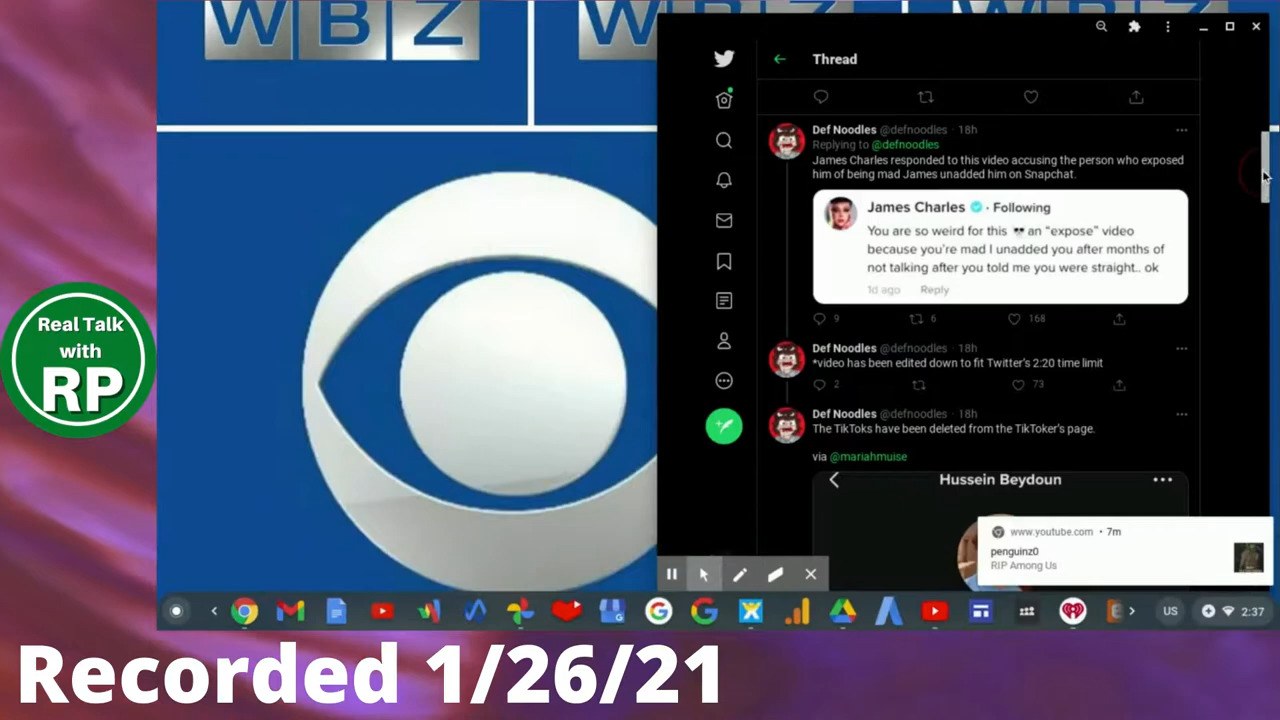 WBZ
W
Thread
Def Noodles @defnoodles · 18h
Replying to @defnoodles
James Charles responded to this video accusing the person who exposed
him of being mad James unadded him on Snapchat.
James Charles · Following
You are so weird for this 💀 an “expose” video
because you’re mad I unadded you after months of
not talking after you told me you were straight.. ok
1d ago Reply
9 6 168
Def Noodles @defnoodles · 18h
*video has been edited down to fit Twitter's 2:20 time limit
2 73
Def Noodles @defnoodles · 18h
The TikToks have been deleted from the TikToker's page.
via @mariahmuise
Hussein Beydoun
www.youtube.com • 7m
penguinz0
RIP Among Us
Real Talk
with
RP
US 2:37
Recorded 1/26/21